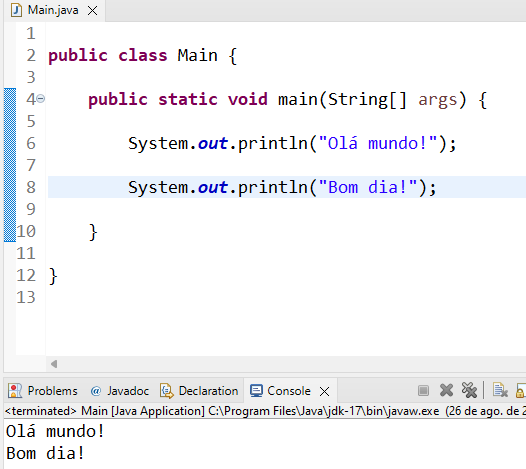 Main.java
1
2 public class Main {
3
4 public static void main(String[] args) {
5
6 System.out.println("Olá mundo!");
7
8 System.out.println("Bom dia!");
9
10 }
11
12 }
13
Problems @ Javadoc Declaration Console
<terminated> Main [Java Application] C:\Program Files\Java\jdk-17\bin\javaw.exe (26 de ago. de 2
Olá mundo!
Bom dia!